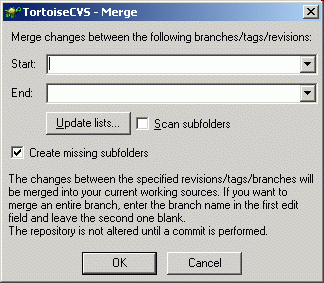 TortoiseCVS - Merge
Merge changes between the following branches/tags/revisions:
Start:
End:
Update lists... Scan subfolders
Create missing subfolders
The changes between the specified revisions/tags/branches will
be merged into your current working sources. If you want to
merge an entire branch, enter the branch name in the first edit
field and leave the second one blank.
The repository is not altered until a commit is performed.
OK Cancel